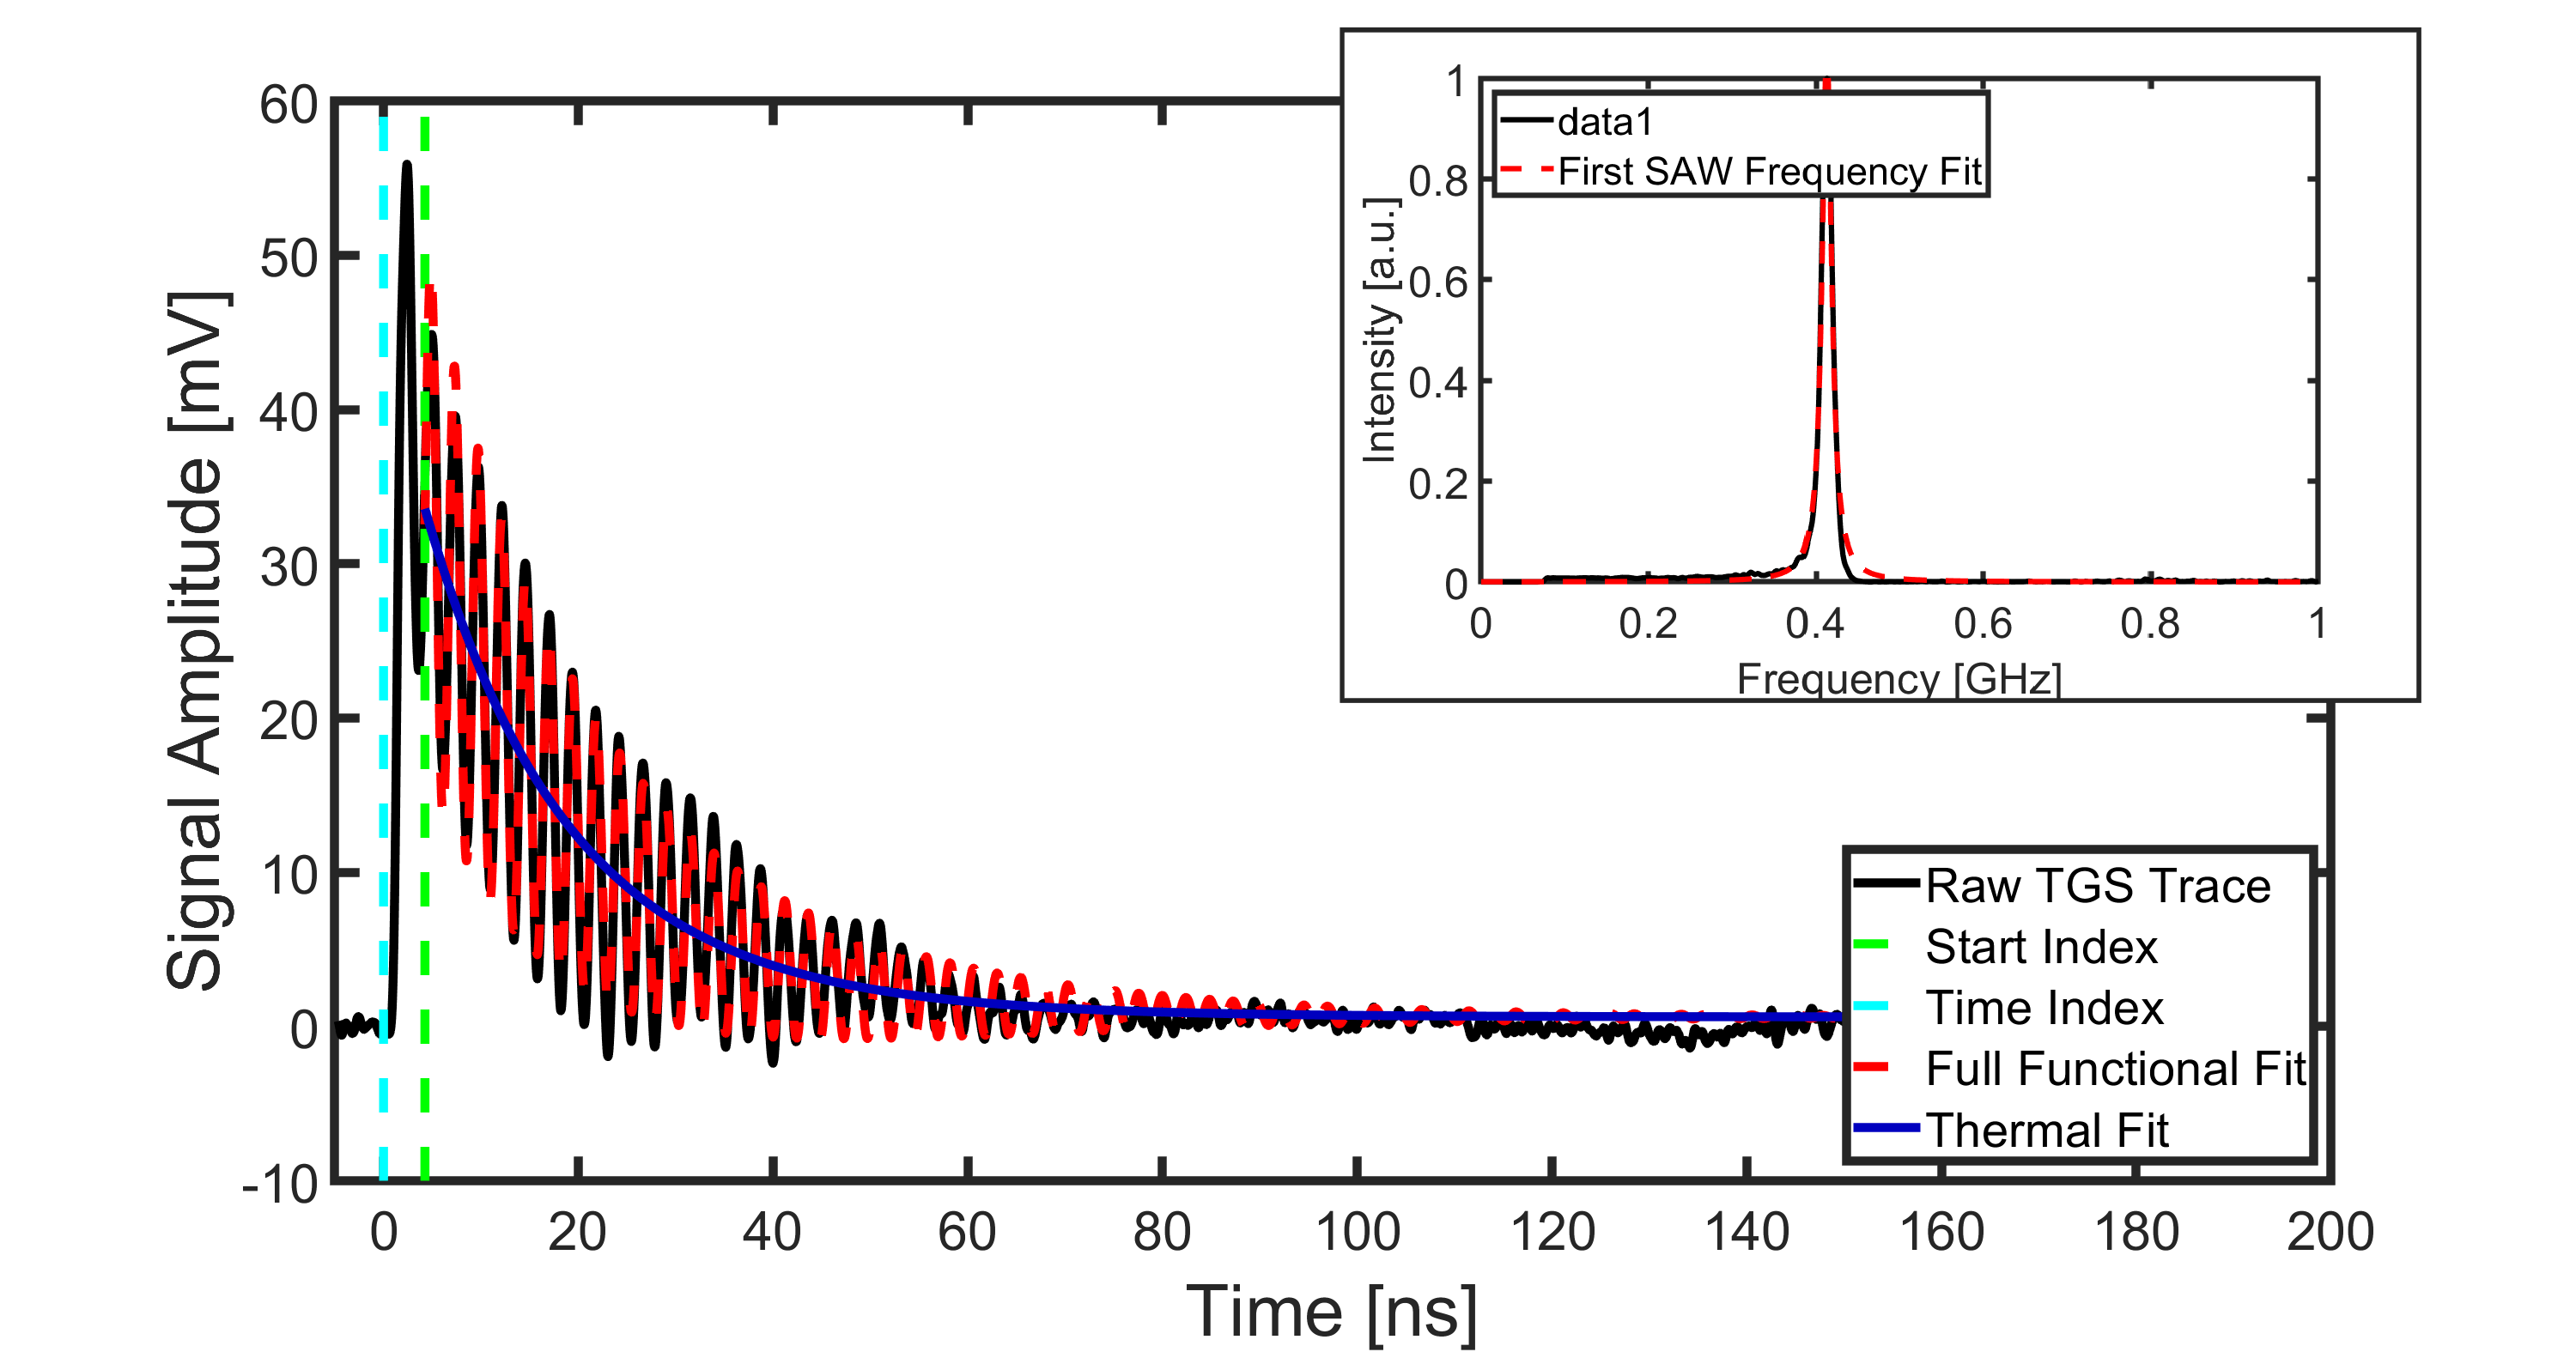 60
50
40
30
20
10
0
-10
Signal Amplitude [mV]
0 20 40 60 80 100 120 140 160 180 200
Time [ns]
1
0.8
0.6
0.4
0.2
0
Intensity [a.u.]
data1
First SAW Frequency Fit
0 0.2 0.4 0.6 0.8 1
Frequency [GHz]
Raw TGS Trace
Start Index
Time Index
Full Functional Fit
Thermal Fit